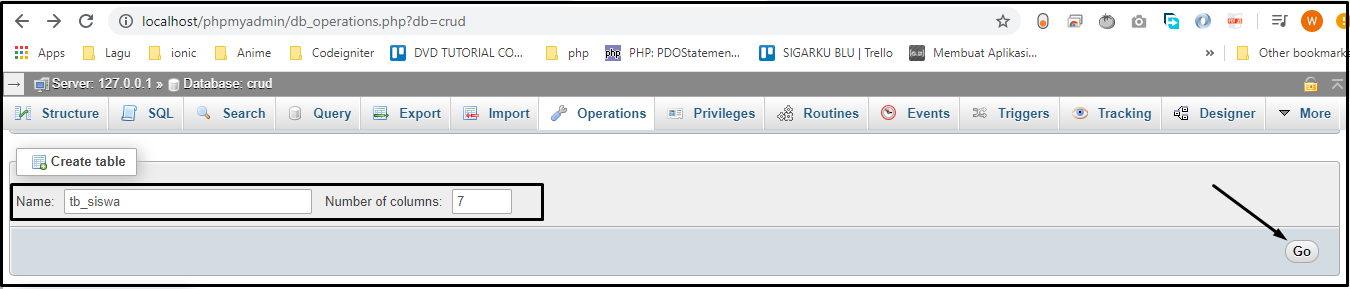 localhost/phpmyadmin/db_operations.php?db=crud
W
Apps Lagu ionic Anime Codeigniter DVD TUTORIAL CO... php php PHP: PDOStatemen... SIGARKU BLU | Trello Membuat Aplikasi... » Other bookmark
Server: 127.0.0.1 » Database: crud
Structure SQL Search Query Export Import Operations Privileges Routines Events Triggers Tracking Designer More
Create table
Name: tb_siswa Number of columns: 7
Go